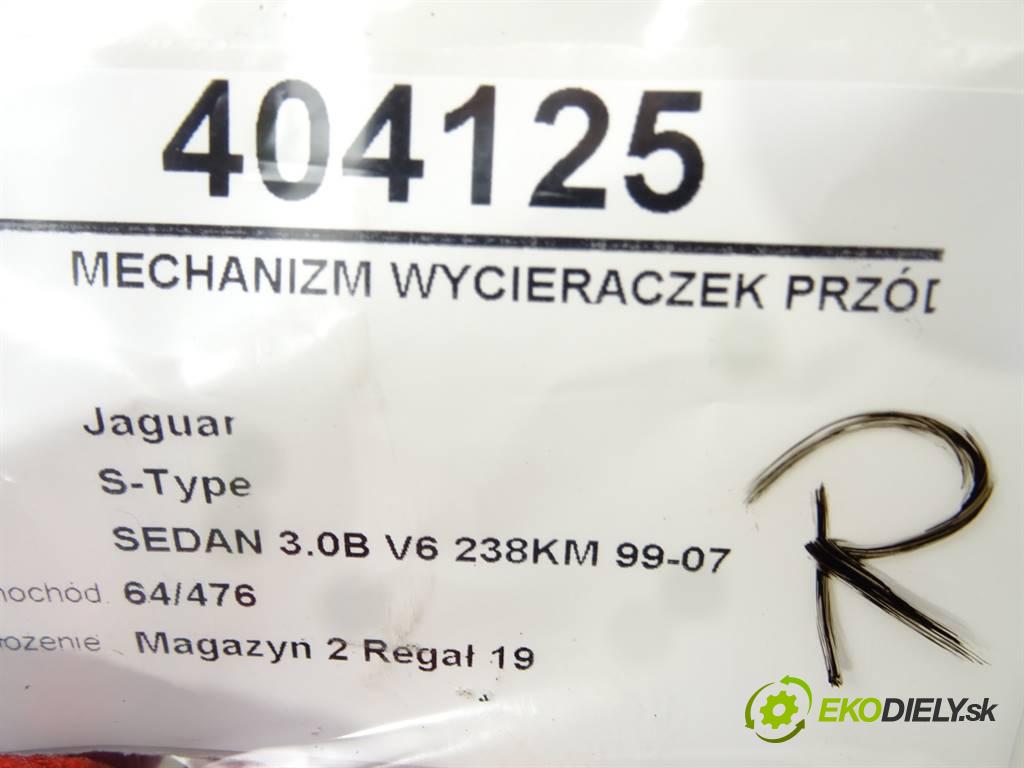 404125
MECHANIZM WYCIERACZEK PRZÓD
Jaguar
S-Type
SEDAN 3.0B V6 238KM 99-07
mochód. 64/476
ożenie Magazyn 2 Regał 19
R
EKODIELY.sk